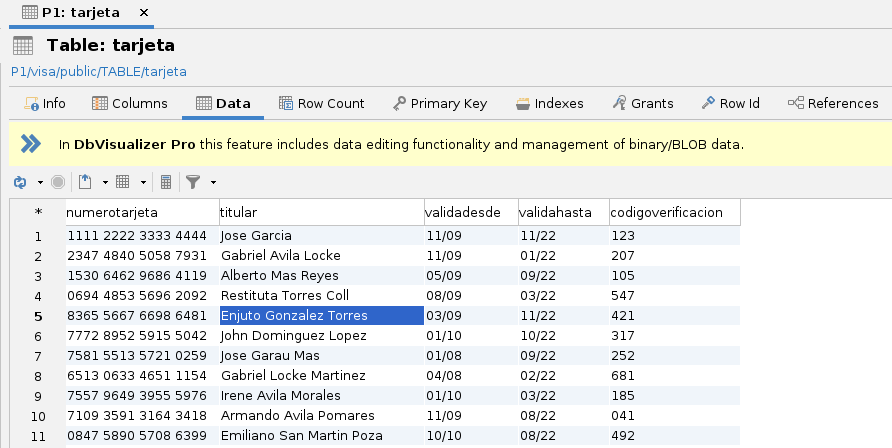 P1: tarjeta ×
Table: tarjeta
P1/visa/public/TABLE/tarjeta
Info Columns Data Row Count Primary Key Indexes Grants Row Id References
In DbVisualizer Pro this feature includes data editing functionality and management of binary/BLOB data.
* numerotarjeta titular validadesde validahasta codigoverificacion
1 1111 2222 3333 4444 Jose Garcia 11/09 11/22 123
2 2347 4840 5058 7931 Gabriel Avila Locke 11/09 01/22 207
3 1530 6462 9686 4119 Alberto Mas Reyes 05/09 09/22 105
4 0694 4853 5696 2092 Restituta Torres Coll 08/09 03/22 547
5 8365 5667 6698 6481 Enjuto Gonzalez Torres 03/09 11/22 421
6 7772 8952 5915 5042 John Dominguez Lopez 01/10 10/22 317
7 7581 5513 5721 0259 Jose Garau Mas 01/08 09/22 252
8 6513 0633 4651 1154 Gabriel Locke Martinez 04/08 02/22 681
9 7557 9649 3955 5976 Irene Avila Morales 01/10 03/22 185
10 7109 3591 3164 3418 Armando Avila Pomares 11/09 08/22 041
11 0847 5890 5708 6399 Emiliano San Martin Poza 10/10 08/22 492